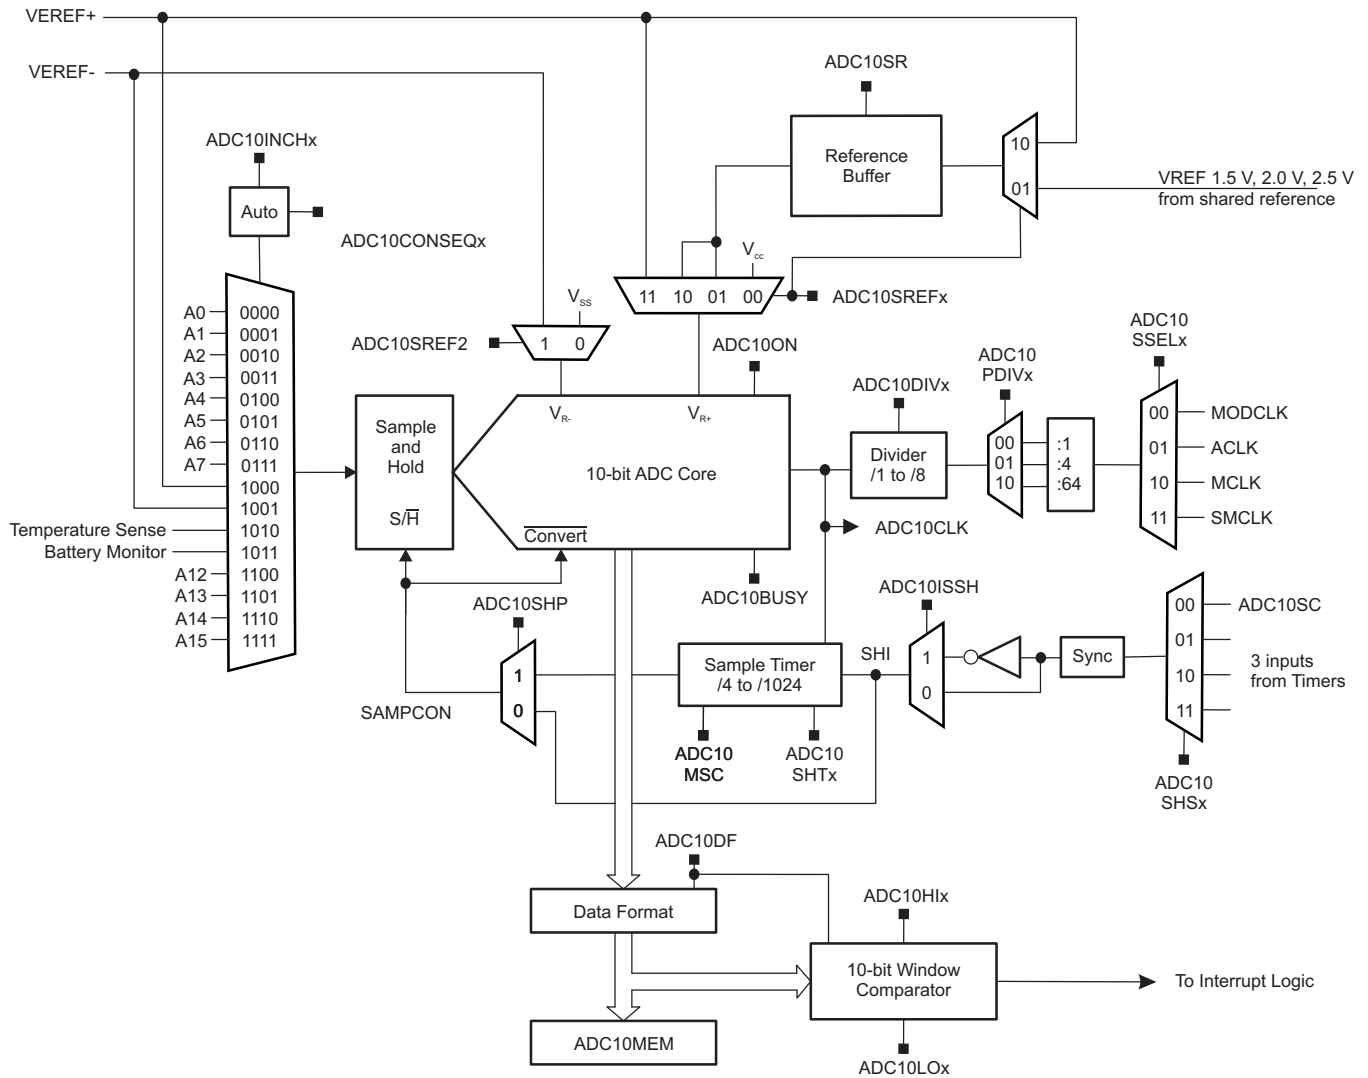 VEREF+
VEREF-
ADC10SR
ADC10INCHx
Reference
Buffer
10
01
VREF 1.5 V, 2.0 V, 2.5 V
from shared reference
Auto
ADC10CONSEQx
Vcc
11 10 01 00
ADC10SREFx
VSS
ADC10SREF2
1 0
ADC10ON
ADC10
SSELx
ADC10
PDIVx
ADC10DIVx
A0 0000
A1 0001
A2 0010
A3 0011
A4 0100
A5 0101
A6 0110
A7 0111
1000
1001
Temperature Sense 1010
Battery Monitor 1011
A12 1100
A13 1101
A14 1110
A15 1111
Sample
and
Hold
S/H
VR-
VR+
10-bit ADC Core
Convert
Divider
/1 to /8
00 :1
01 :4
10 :64
00 MODCLK
01 ACLK
10 MCLK
11 SMCLK
ADC10CLK
ADC10BUSY
ADC10SHP
ADC10ISSH
SAMPCON
1
0
Sample Timer
/4 to /1024
SHI
1
0
Sync
00 ADC10SC
01
10
11
3 inputs
from Timers
ADC10
MSC
ADC10
SHTx
ADC10
SHSx
ADC10DF
Data Format
ADC10HIx
10-bit Window
Comparator
To Interrupt Logic
ADC10MEM
ADC10LOx